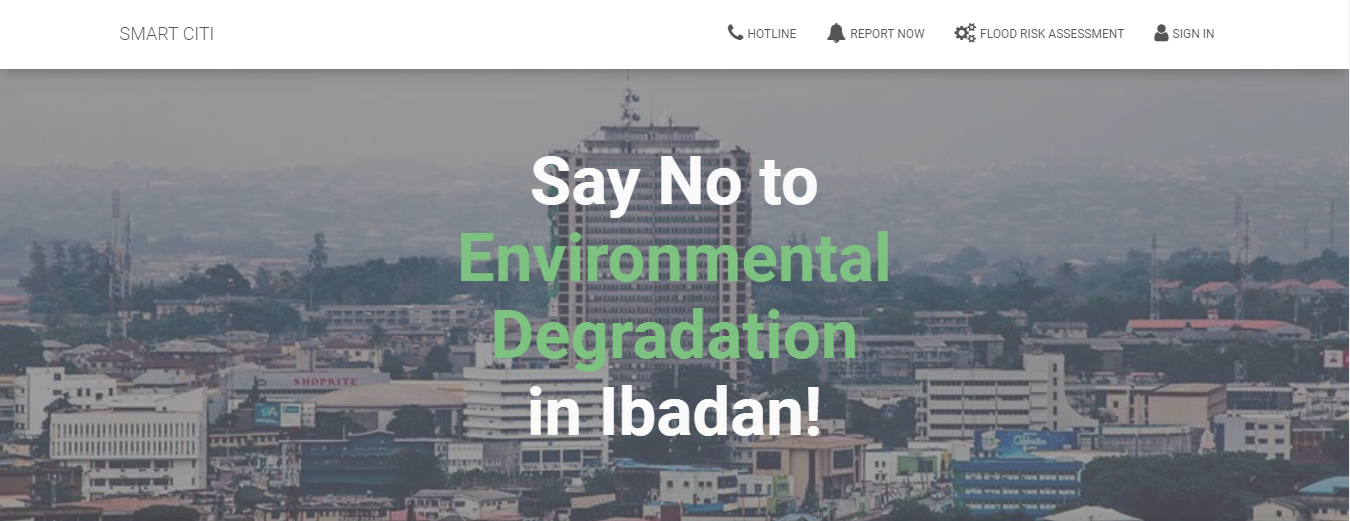 SMART CITI
HOTLINE
REPORT NOW
FLOOD RISK ASSESSMENT
SIGN IN
Say No to
Environmental
Degradation
in Ibadan!
SHOPRITE